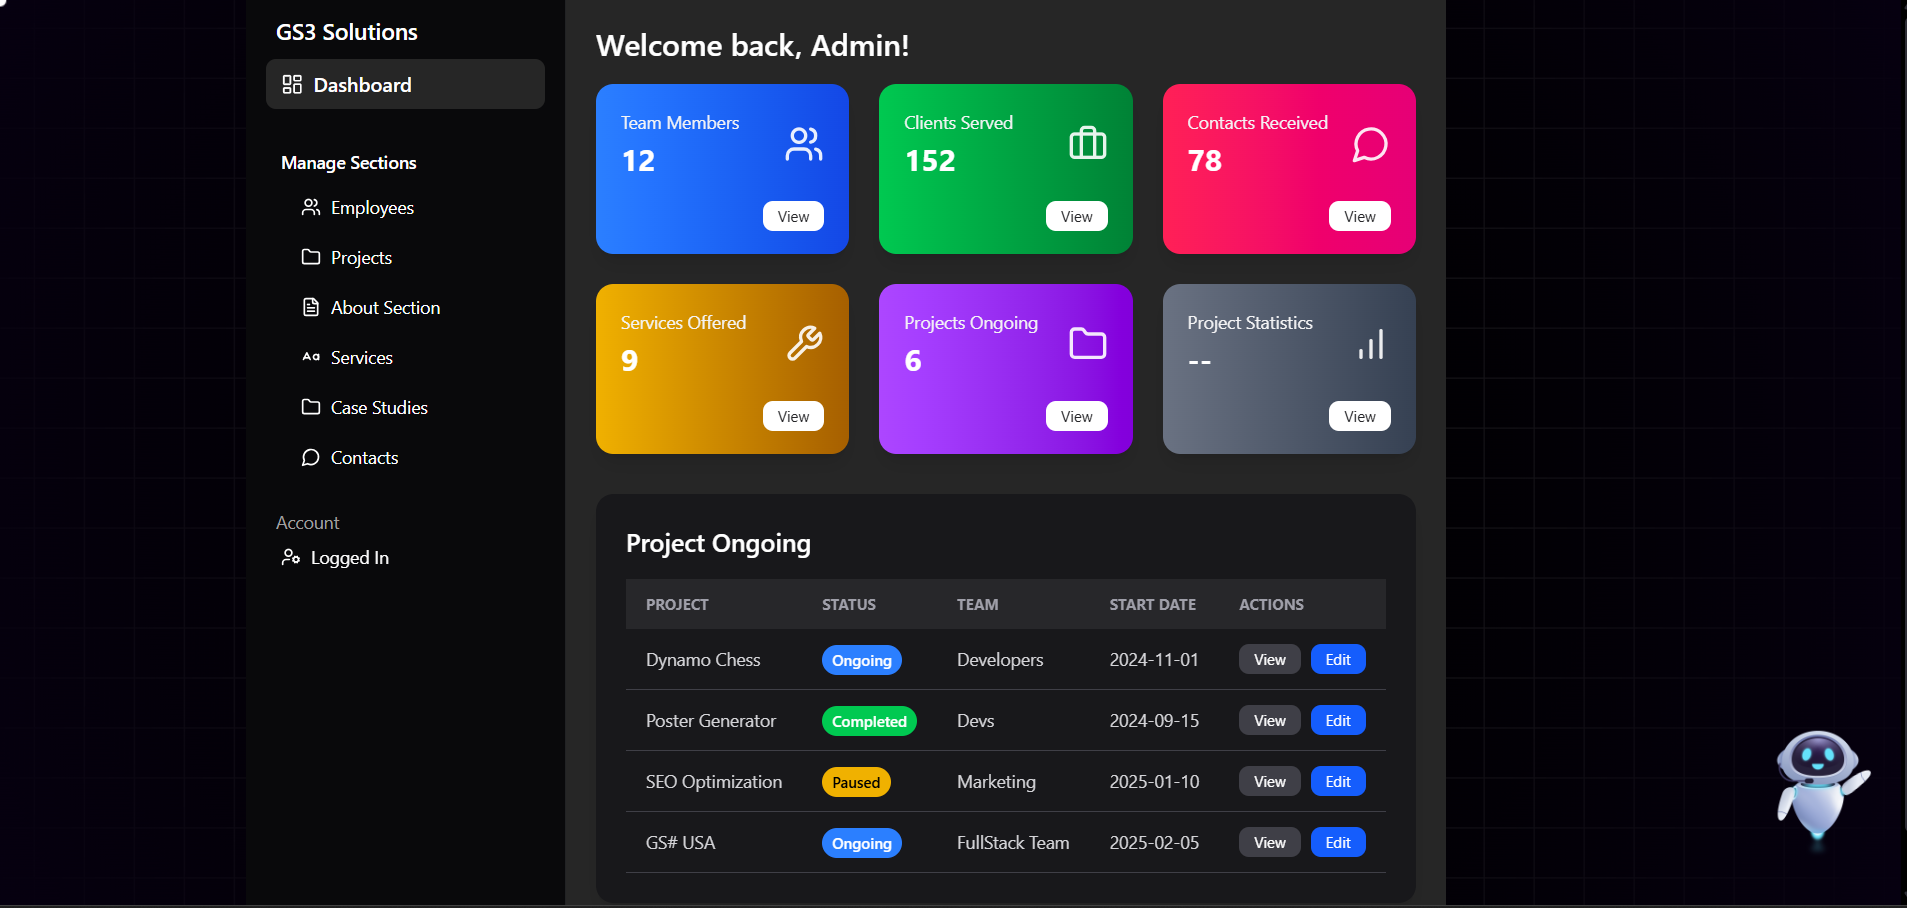 GS3 Solutions
Dashboard
Manage Sections
Employees
Projects
About Section
Services
Case Studies
Contacts
Account
Logged In
Welcome back, Admin!
Team Members
12
View
Clients Served
152
View
Contacts Received
78
View
Services Offered
9
View
Projects Ongoing
6
View
Project Statistics
--
View
Project Ongoing
PROJECT STATUS TEAM START DATE ACTIONS
Dynamo Chess Ongoing Developers 2024-11-01 View Edit
Poster Generator Completed Devs 2024-09-15 View Edit
SEO Optimization Paused Marketing 2025-01-10 View Edit
GS# USA Ongoing FullStack Team 2025-02-05 View Edit